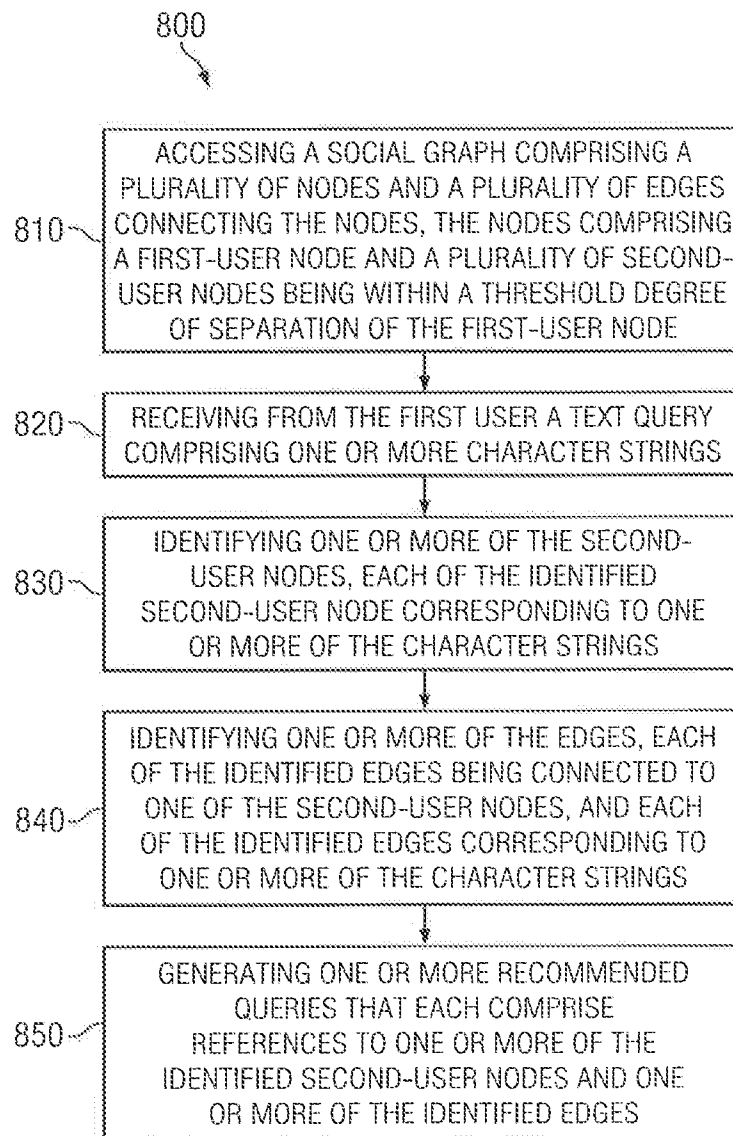 800
810
ACCESSING A SOCIAL GRAPH COMPRISING A
PLURALITY OF NODES AND A PLURALITY OF EDGES
CONNECTING THE NODES, THE NODES COMPRISING
A FIRST-USER NODE AND A PLURALITY OF SECOND-
USER NODES BEING WITHIN A THRESHOLD DEGREE
OF SEPARATION OF THE FIRST-USER NODE
820
RECEIVING FROM THE FIRST USER A TEXT QUERY
COMPRISING ONE OR MORE CHARACTER STRINGS
830
IDENTIFYING ONE OR MORE OF THE SECOND-
USER NODES, EACH OF THE IDENTIFIED
SECOND-USER NODE CORRESPONDING TO ONE
OR MORE OF THE CHARACTER STRINGS
840
IDENTIFYING ONE OR MORE OF THE EDGES, EACH
OF THE IDENTIFIED EDGES BEING CONNECTED TO
ONE OF THE SECOND-USER NODES, AND EACH
OF THE IDENTIFIED EDGES CORRESPONDING TO
ONE OR MORE OF THE CHARACTER STRINGS
850
GENERATING ONE OR MORE RECOMMENDED
QUERIES THAT EACH COMPRISE
REFERENCES TO ONE OR MORE OF THE
IDENTIFIED SECOND-USER NODES AND ONE
OR MORE OF THE IDENTIFIED EDGES